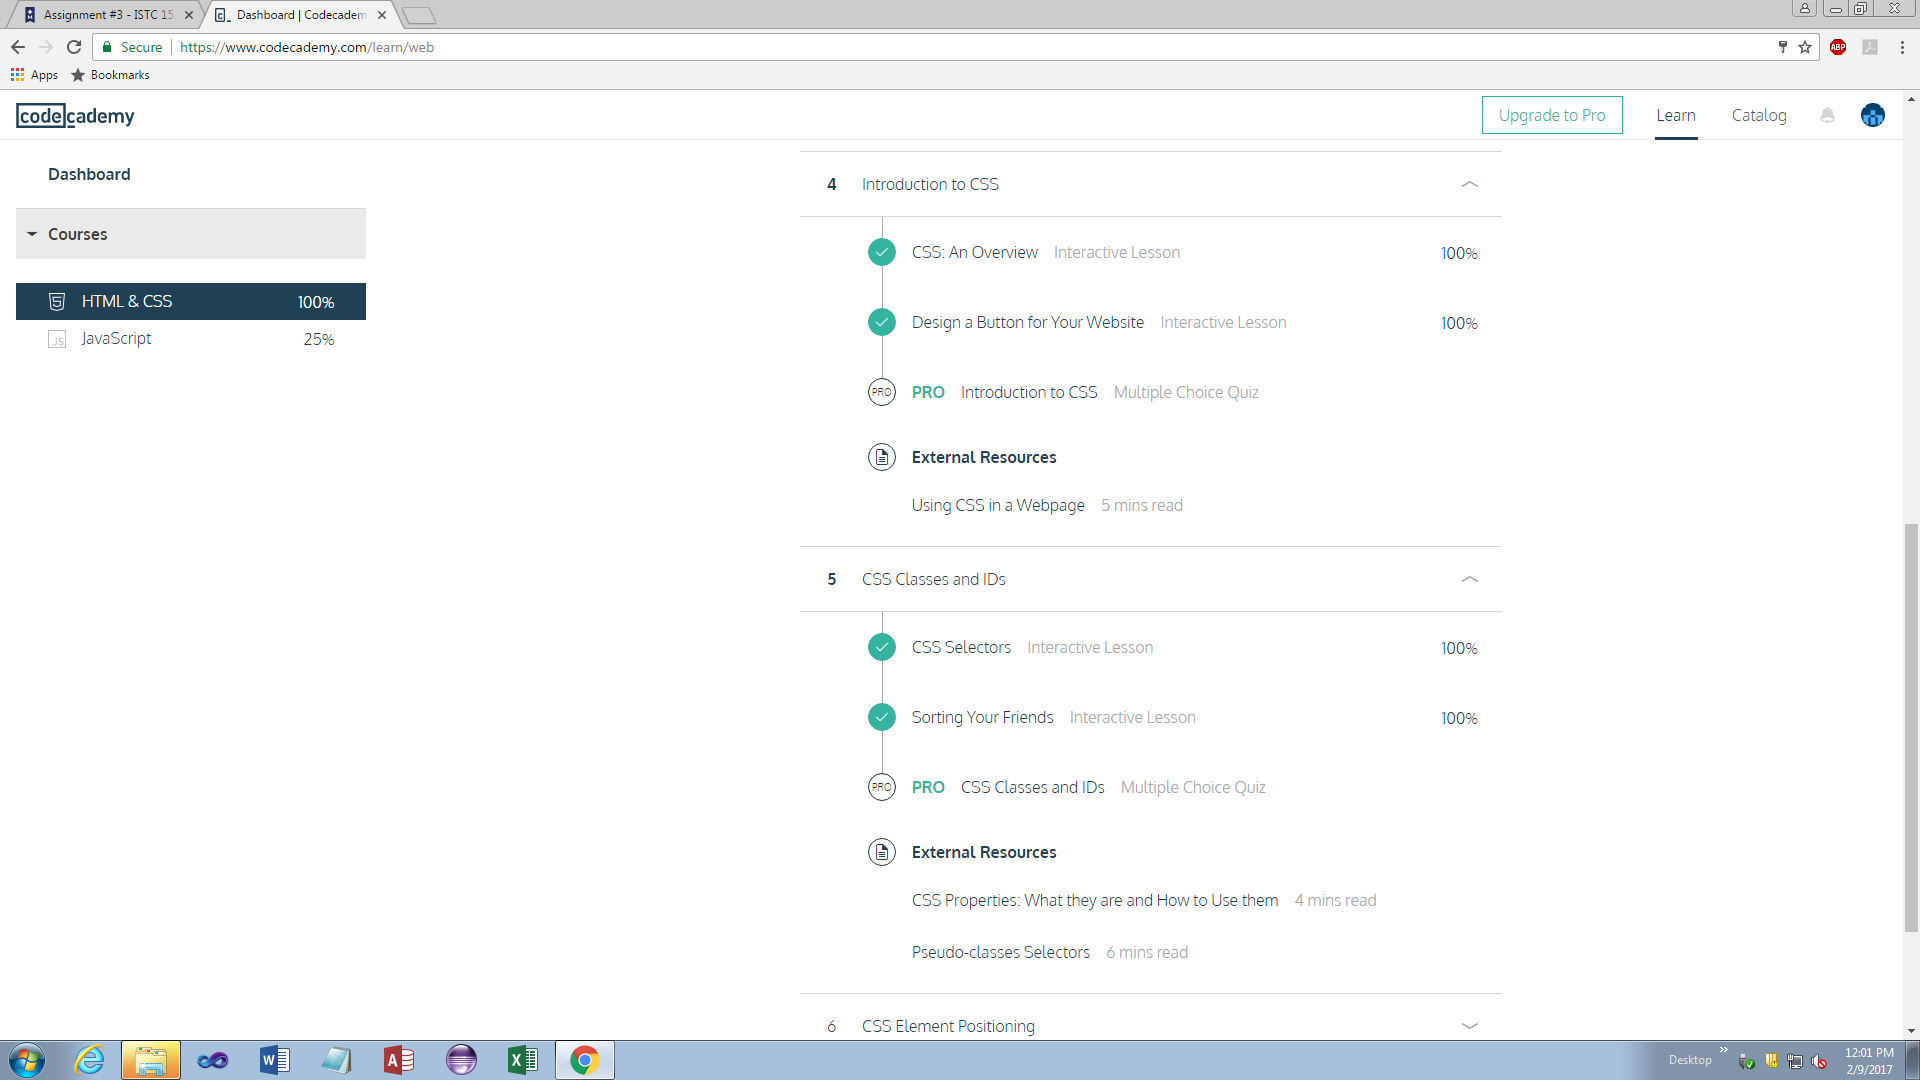 Assignment #3 - ISTC 15
Dashboard | Codecadem
Secure
https://www.codecademy.com/learn/web
ABP
Apps
Bookmarks
codecademy
Upgrade to Pro
Learn
Catalog
Dashboard
Courses
HTML & CSS 100%
JS JavaScript 25%
4 Introduction to CSS
CSS: An Overview Interactive Lesson 100%
Design a Button for Your Website Interactive Lesson 100%
PRO PRO Introduction to CSS Multiple Choice Quiz
External Resources
Using CSS in a Webpage 5 mins read
5 CSS Classes and IDs
CSS Selectors Interactive Lesson 100%
Sorting Your Friends Interactive Lesson 100%
PRO PRO CSS Classes and IDs Multiple Choice Quiz
External Resources
CSS Properties: What they are and How to Use them 4 mins read
Pseudo-classes Selectors 6 mins read
6 CSS Element Positioning
Desktop
12:01 PM
2/9/2017